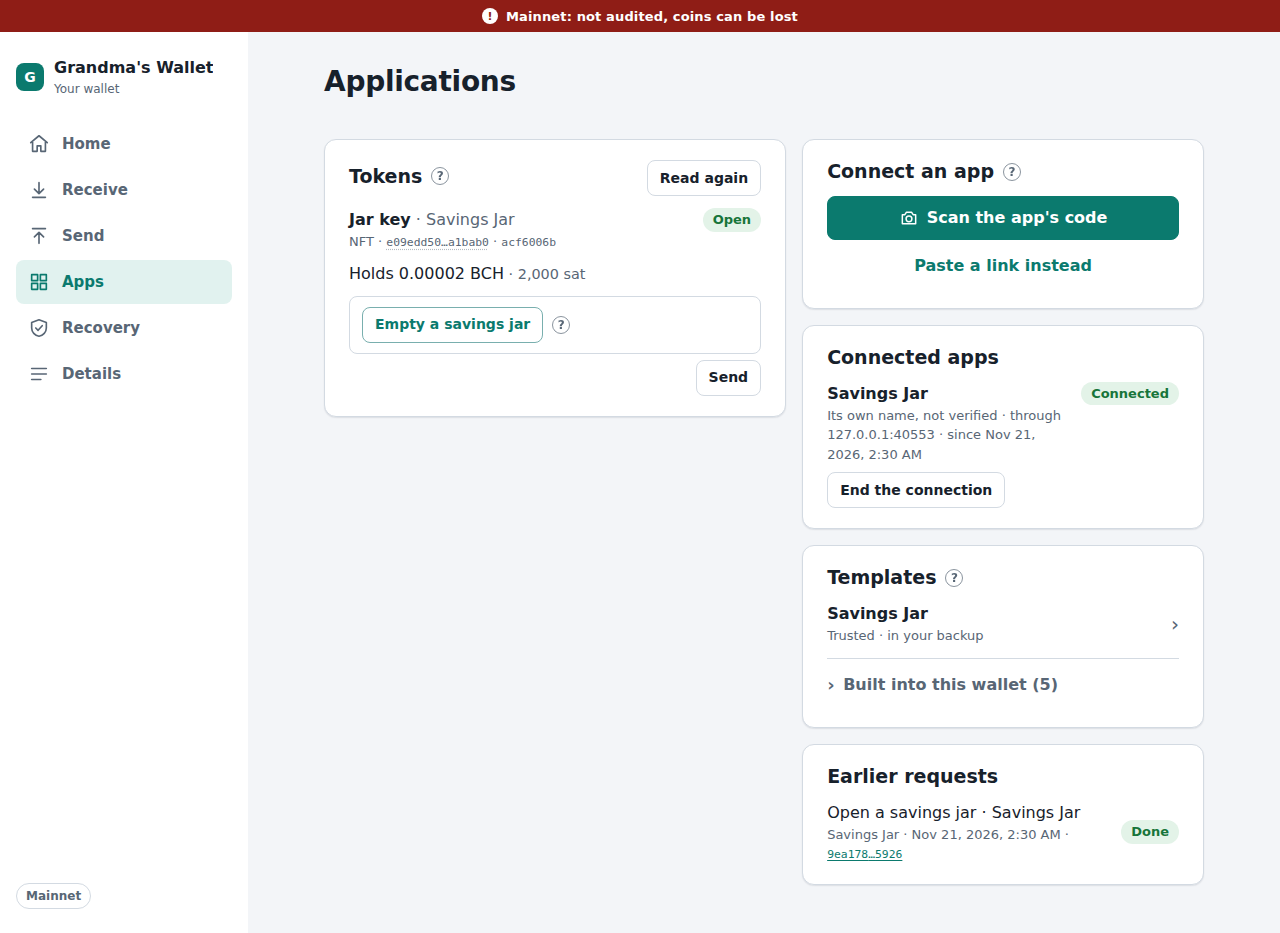 ! Mainnet: not audited, coins can be lost
G
Grandma's Wallet
Your wallet
Home
Receive
Send
Apps
Recovery
Details
Mainnet
Applications
Tokens ?
Read again
Jar key · Savings Jar
Open
NFT · e09edd50…a1bab0 · acf6006b
Holds 0.00002 BCH · 2,000 sat
Empty a savings jar ?
Send
Connect an app ?
Scan the app's code
Paste a link instead
Connected apps
Savings Jar
Connected
Its own name, not verified · through
127.0.0.1:40553 · since Nov 21,
2026, 2:30 AM
End the connection
Templates ?
Savings Jar
Trusted · in your backup
›
› Built into this wallet (5)
Earlier requests
Open a savings jar · Savings Jar
Savings Jar · Nov 21, 2026, 2:30 AM ·
9ea178…5926
Done